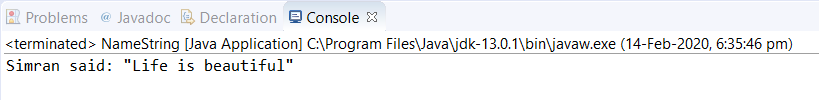 Problems @ Javadoc Declaration Console
<terminated> NameString [Java Application] C:\Program Files\Java\jdk-13.0.1\bin\javaw.exe (14-Feb-2020, 6:35:46 pm)
Simran said: "Life is beautiful"